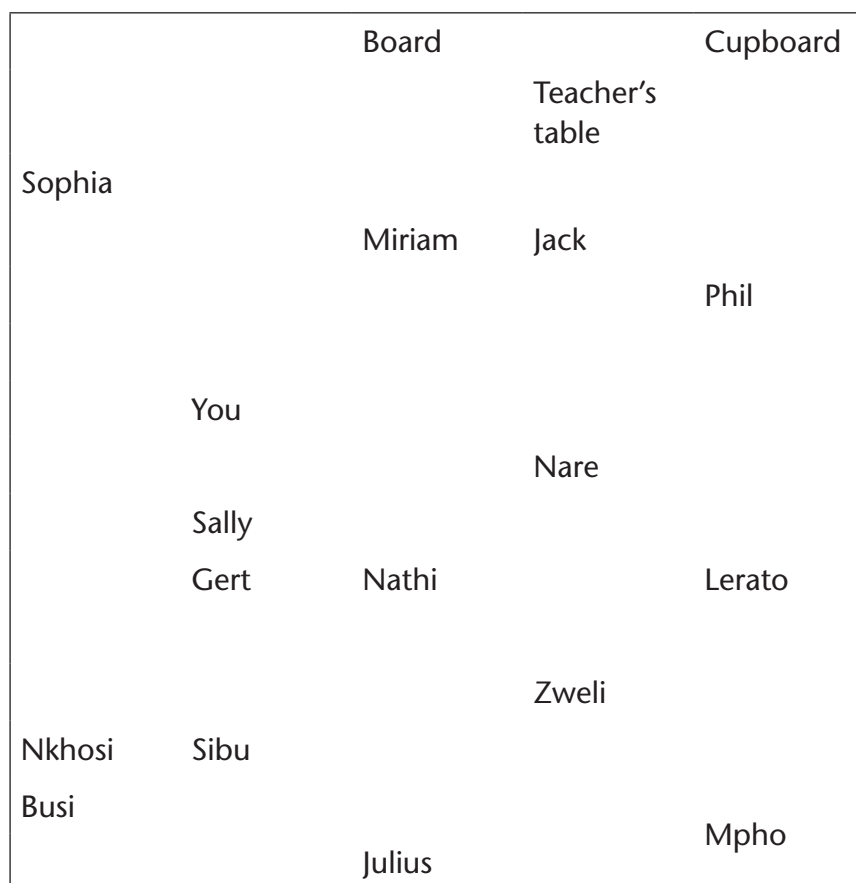 Board Cupboard
Teacher's
table
Sophia
Miriam Jack
Phil
You
Nare
Sally
Gert Nathi Lerato
Zweli
Nkhosi Sibu
Busi
Mpho
Julius